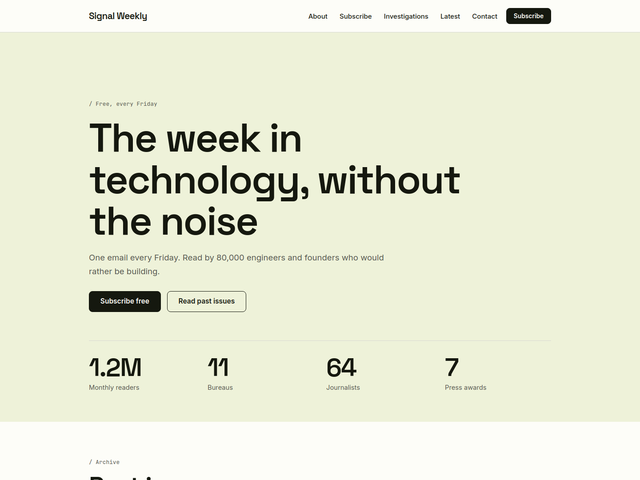 Signal Weekly
About Subscribe Investigations Latest Contact Subscribe
/ Free, every Friday
The week in
technology, without
the noise
One email every Friday. Read by 80,000 engineers and founders who would
rather be building.
Subscribe free Read past issues
1.2M 11 64 7
Monthly readers Bureaus Journalists Press awards
/ Archive